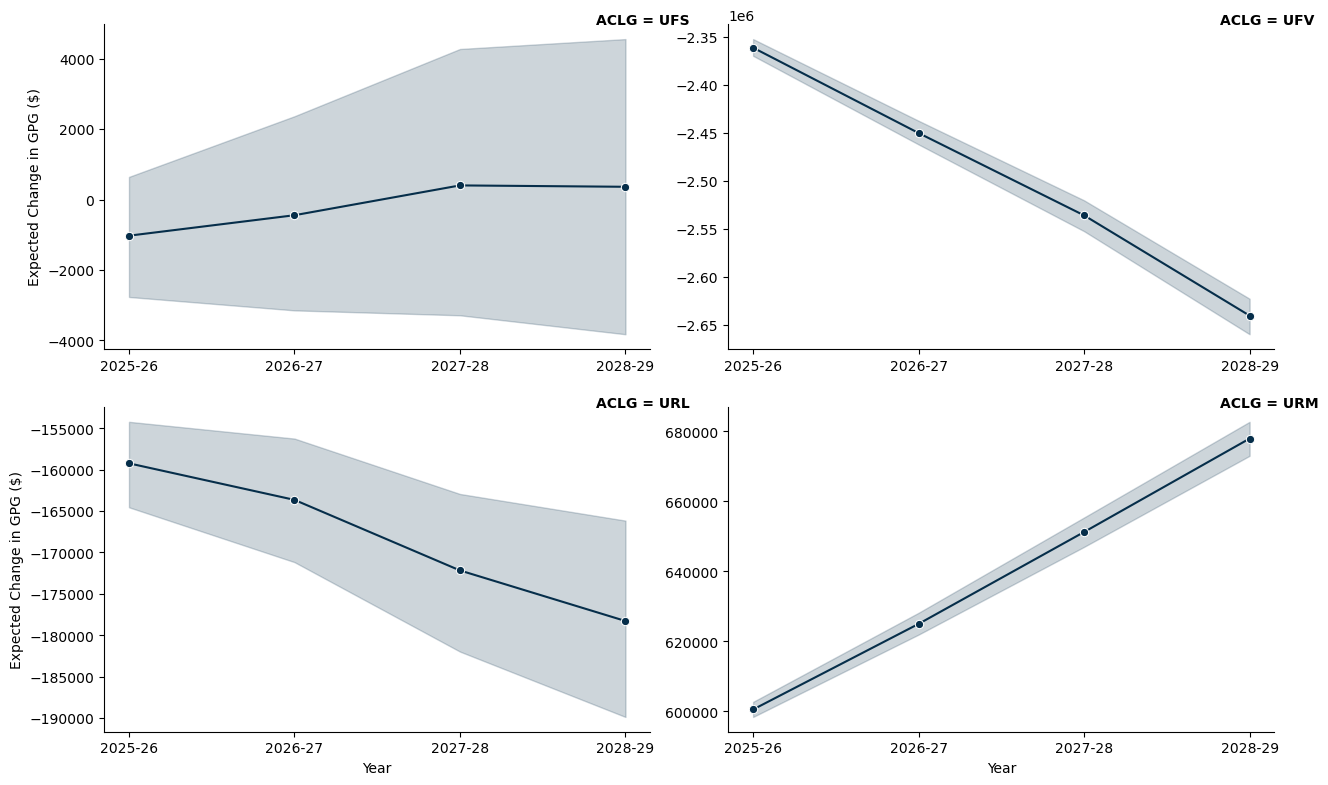 ACLG = UFS
4000
2000
0
−2000
−4000
Expected Change in GPG ($)
2025-26 2026-27 2027-28 2028-29
1e6
ACLG = UFV
−2.35
−2.40
−2.45
−2.50
−2.55
−2.60
−2.65
2025-26 2026-27 2027-28 2028-29
ACLG = URL
−155000
−160000
−165000
−170000
−175000
−180000
−185000
−190000
Expected Change in GPG ($)
2025-26 2026-27 2027-28 2028-29
Year
ACLG = URM
680000
660000
640000
620000
600000
2025-26 2026-27 2027-28 2028-29
Year